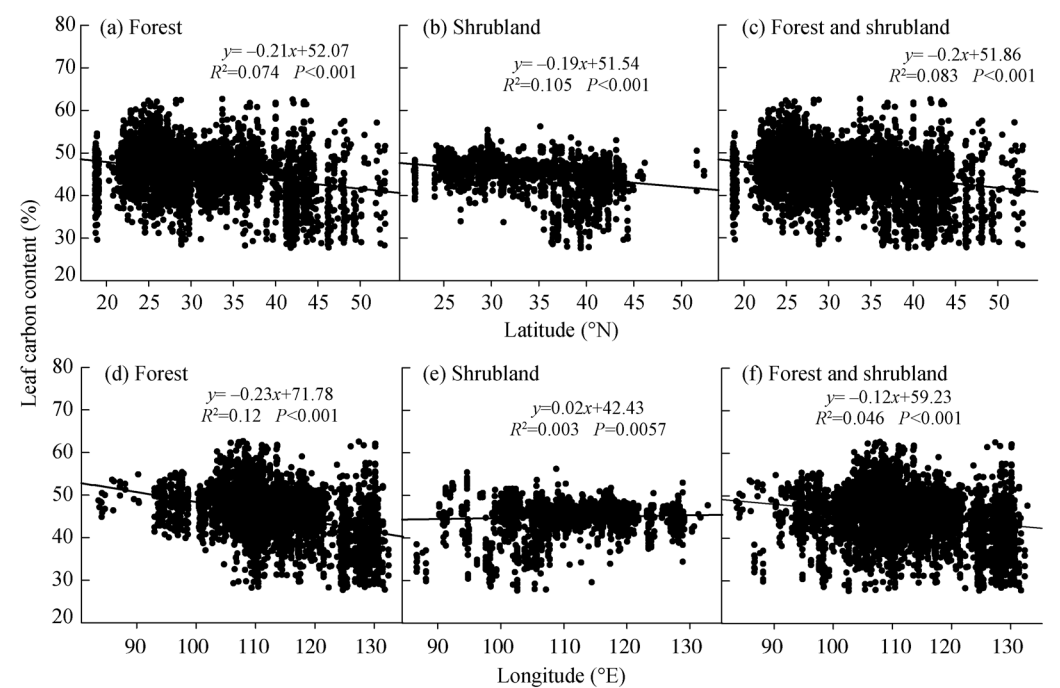 (a) Forest
y= –0.21x+52.07
R²=0.074 P<0.001
(b) Shrubland
y= –0.19x+51.54
R²=0.105 P<0.001
(c) Forest and shrubland
y= –0.2x+51.86
R²=0.083 P<0.001
80
70
60
50
40
30
20
20 25 30 35 40 45 50
25 30 35 40 45 50
20 25 30 35 40 45 50
Latitude (°N)
Leaf carbon content (%)
(d) Forest
y= –0.23x+71.78
R²=0.12 P<0.001
(e) Shrubland
y=0.02x+42.43
R²=0.003 P=0.0057
(f) Forest and shrubland
y= –0.12x+59.23
R²=0.046 P<0.001
80
70
60
50
40
30
20
90 100 110 120 130
90 100 110 120 130
90 100 110 120 130
Longitude (°E)